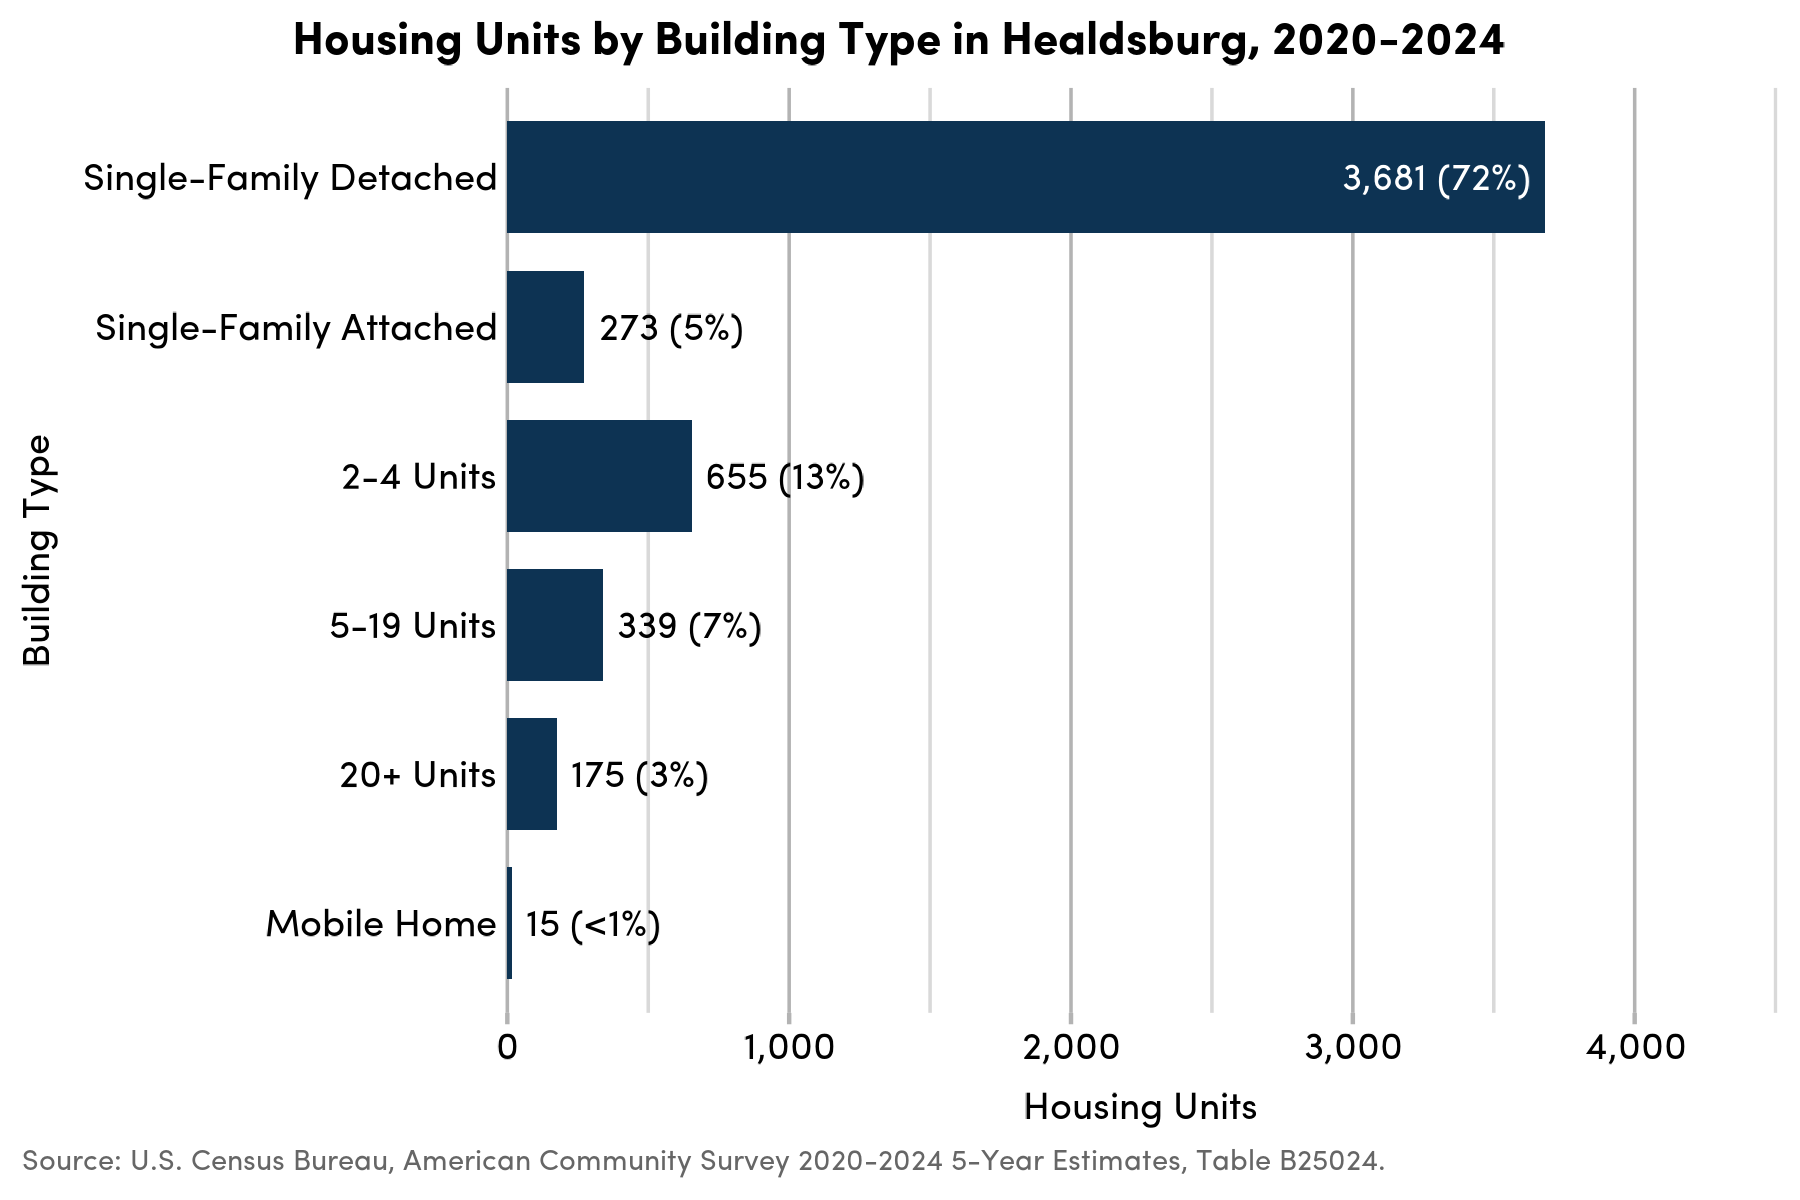 Housing Units by Building Type in Healdsburg, 2020-2024
Building Type
Single-Family Detached 3,681 (72%)
Single-Family Attached 273 (5%)
2-4 Units 655 (13%)
5-19 Units 339 (7%)
20+ Units 175 (3%)
Mobile Home 15 (<1%)
0 1,000 2,000 3,000 4,000
Housing Units
Source: U.S. Census Bureau, American Community Survey 2020-2024 5-Year Estimates, Table B25024.